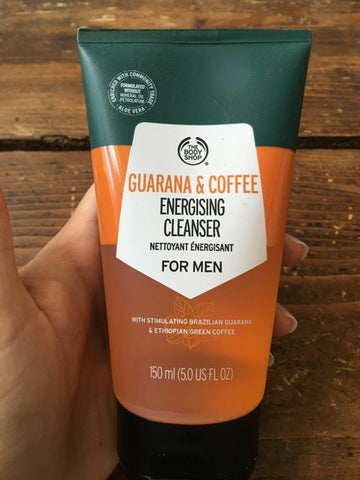 ENRICHED WITH COMMUNITY TRADE
FORMULATED
WITHOUT
MINERAL OIL
PETROLATUM
ALOE VERA
THE
BODY
SHOP®
GUARANA & COFFEE
ENERGISING
CLEANSER
NETTOYANT ÉNERGISANT
FOR MEN
WITH STIMULATING BRAZILIAN GUARANA
& ETHIOPIAN GREEN COFFEE
150 ml (5.0 US FL OZ)